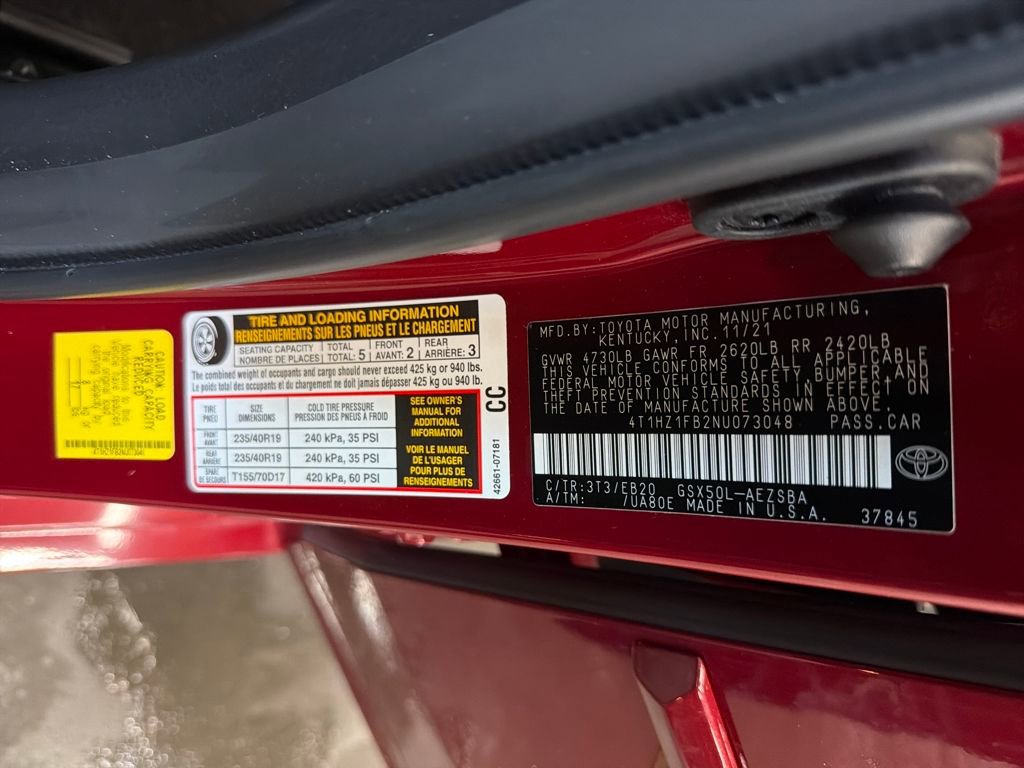 CAUTION LOAD
CARRYING CAPACITY
REDUCED
TIRE AND LOADING INFORMATION
RENSEIGNEMENTS SUR LES PNEUS ET LE CHARGEMENT
SEATING CAPACITY TOTAL FRONT REAR
NOMBRE DE PLACES TOTAL: 5 AVANT: 2 ARRIÈRE: 3
The combined weight of occupants and cargo should never exceed 425 kg or 940 lbs.
Le poids total des occupants et du chargement ne doit jamais dépasser 425 kg ou 940 lb.
TIRE SIZE COLD TIRE PRESSURE
PNEU DIMENSIONS PRESSION DES PNEUS À FROID
FRONT
AVANT 235/40R19 240 kPa, 35 PSI
REAR
ARRIÈRE 235/40R19 240 kPa, 35 PSI
SPARE
DE SECOURS T155/70D17 420 kPa, 60 PSI
SEE OWNER'S
MANUAL FOR
ADDITIONAL
INFORMATION
VOIR LE MANUEL
DE L'USAGER
POUR PLUS DE
RENSEIGNEMENTS
42661-07181
CC
MFD.BY:TOYOTA MOTOR MANUFACTURING,
KENTUCKY, INC. 11/21
GVWR 4730LB GAWR FR 2620LB RR 2420LB
THIS VEHICLE CONFORMS TO ALL APPLICABLE
FEDERAL MOTOR VEHICLE SAFETY, BUMPER AND
THEFT PREVENTION STANDARDS IN EFFECT ON
THE DATE OF MANUFACTURE SHOWN ABOVE.
4T1HZ1FB2NU073048 PASS.CAR
C/TR:3T3/EB20 GSX50L-AEZSBA
A/TM: /UA80E MADE IN U.S.A. 37845